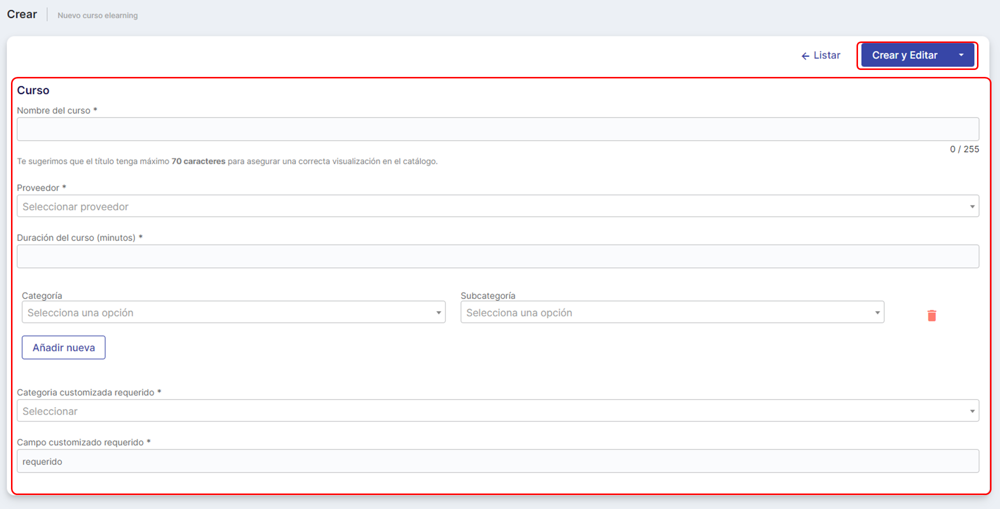 Crear
Nuevo curso elearning
← Listar
Crear y Editar
Curso
Nombre del curso *
0 / 255
Te sugerimos que el título tenga máximo 70 caracteres para asegurar una correcta visualización en el catálogo.
Proveedor *
Seleccionar proveedor
Duración del curso (minutos) *
Categoría
Subcategoría
Selecciona una opción
Selecciona una opción
Añadir nueva
Categoria customizada requerido *
Seleccionar
Campo customizado requerido *
requerido